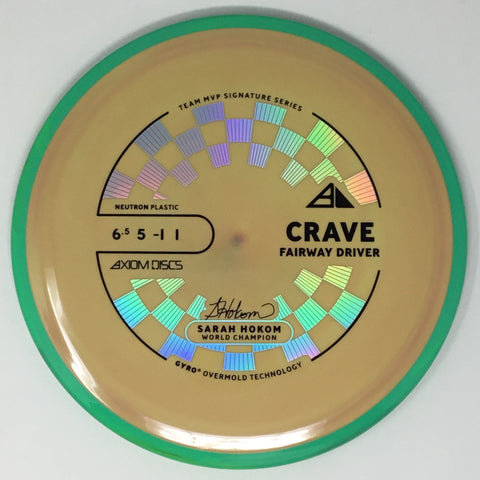 TEAM MVP SIGNATURE SERIES
NEUTRON PLASTIC
6.5 5 -1 1
AXIOM DISCS
CRAVE
FAIRWAY DRIVER
SHokom
SARAH HOKOM
WORLD CHAMPION
GYRO® OVERMOLD TECHNOLOGY